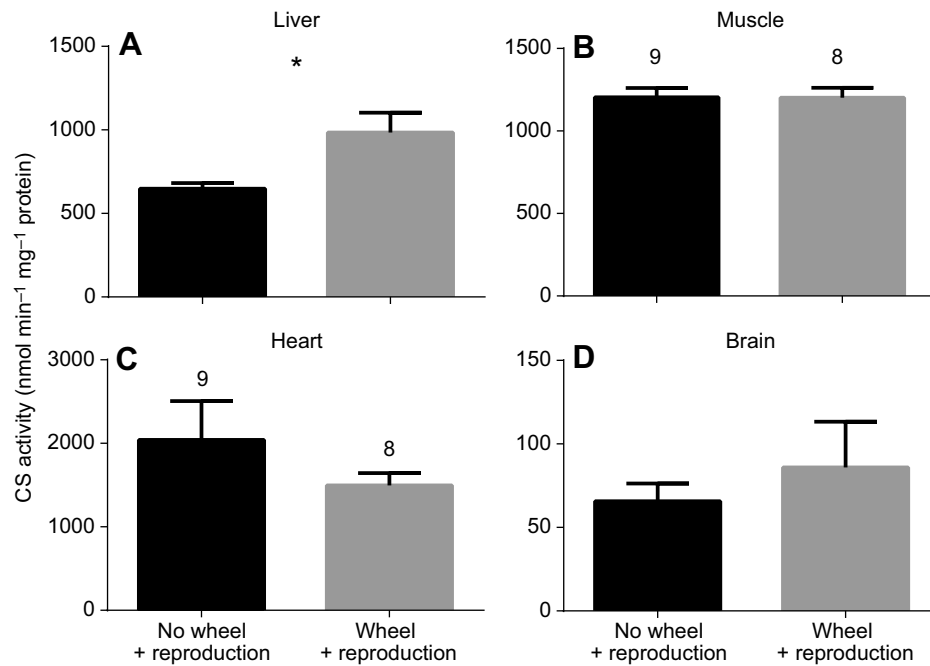 Liver
A
*
1500
1000
500
0
Muscle
B
9
8
1500
1000
500
0
CS activity (nmol min⁻¹ mg⁻¹ protein)
Heart
C
9
8
3000
2000
1000
0
No wheel
+ reproduction
Wheel
+ reproduction
Brain
D
150
100
50
0
No wheel
+ reproduction
Wheel
+ reproduction